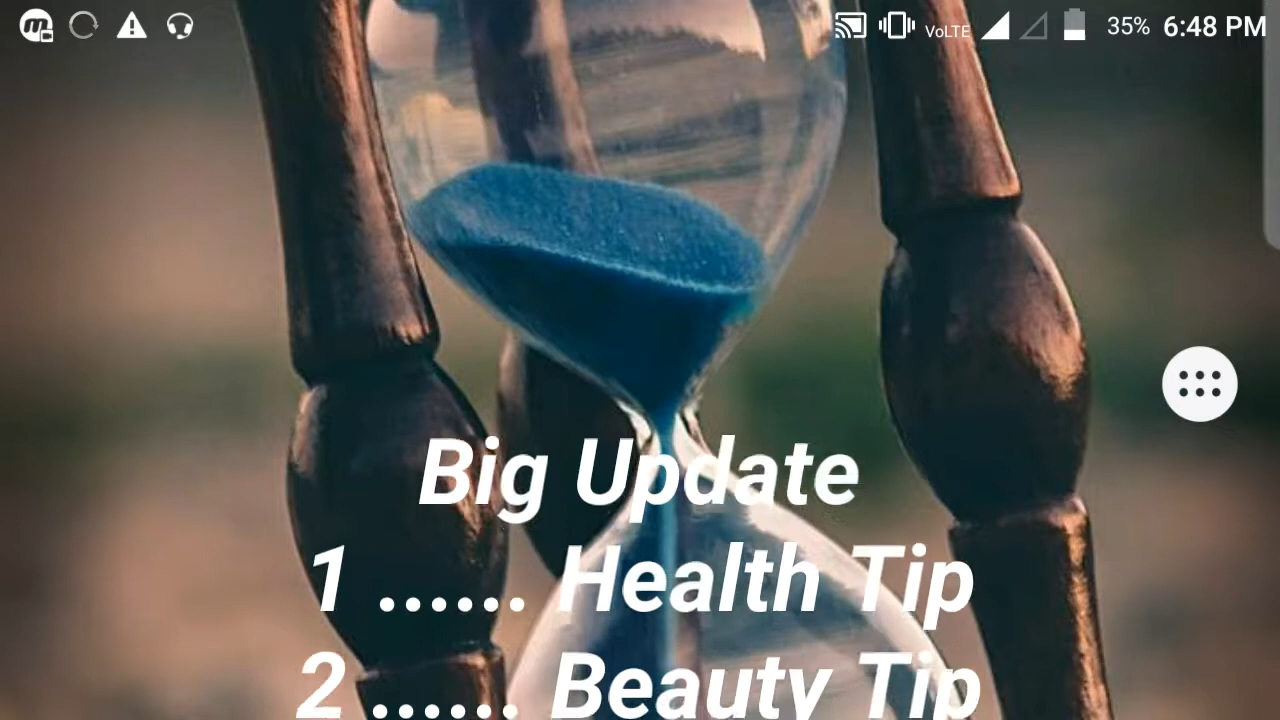 VoLTE 35% 6:48 PM
Big Update
1 ...... Health Tip
2 ...... Beauty Tip